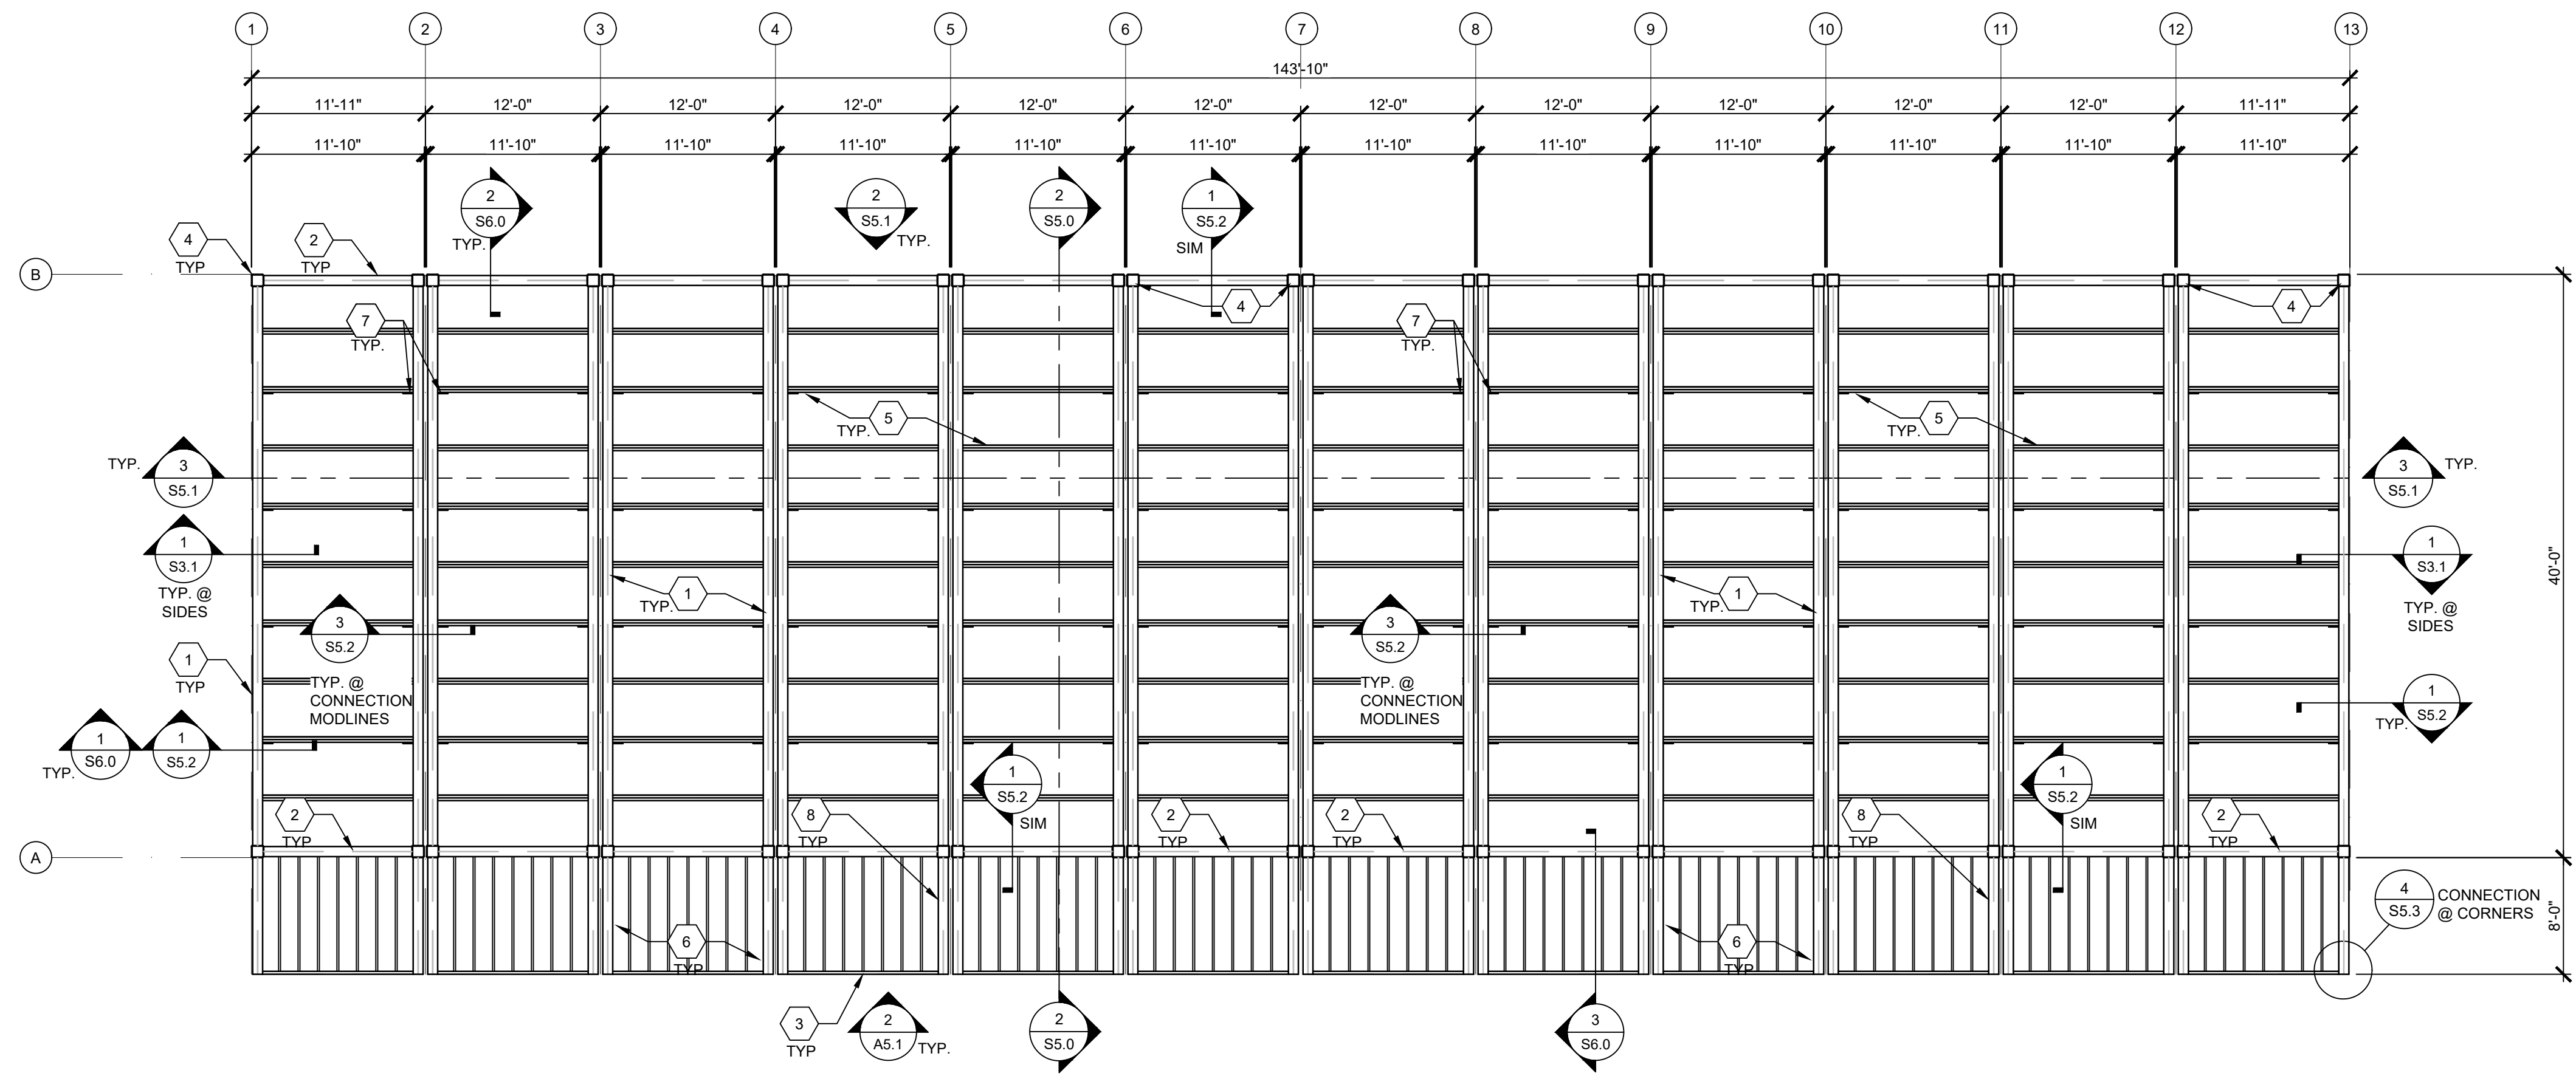 1 2 3 4 5 6 7 8 9 10 11 12 13
143'-10"
11'-11" 12'-0" 12'-0" 12'-0" 12'-0" 12'-0" 12'-0" 12'-0" 12'-0" 12'-0" 12'-0" 11'-11"
11'-10" 11'-10" 11'-10" 11'-10" 11'-10" 11'-10" 11'-10" 11'-10" 11'-10" 11'-10" 11'-10" 11'-10"
2
S6.0
TYP.
2
S5.1
TYP.
2
S5.0
1
S5.2
SIM
4
TYP
2
TYP
B
4
4
7
TYP.
7
TYP.
5
TYP.
5
TYP.
TYP.
3
S5.1
3
S5.1
TYP.
1
S3.1
TYP. @
SIDES
1
S3.1
TYP. @
SIDES
40'-0"
1
TYP.
1
TYP.
3
S5.2
TYP. @
CONNECTION
MODLINES
3
S5.2
TYP. @
CONNECTION
MODLINES
1
TYP
1
S5.2
TYP.
1
S6.0
TYP.
1
S5.2
1
S5.2
SIM
1
S5.2
SIM
2
TYP
8
TYP
2
TYP
2
TYP
8
TYP
2
TYP
A
4
S5.3
CONNECTION
@ CORNERS
8'-0"
6
TYP
6
TYP
3
TYP
2
A5.1
TYP.
2
S5.0
3
S6.0